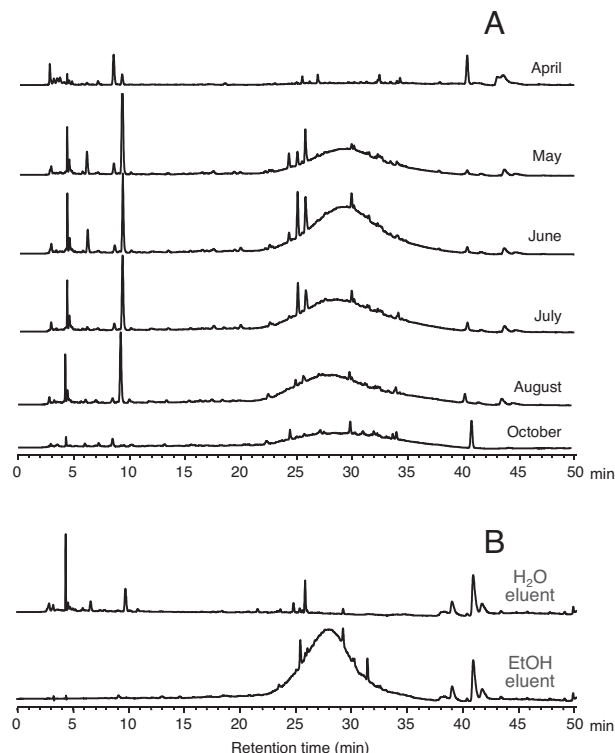 A
April
May
June
July
August
October
0 5 10 15 20 25 30 35 40 45 50 min
B
H₂O
eluent
EtOH
eluent
0 5 10 15 20 25 30 35 40 45 50 min
Retention time (min)